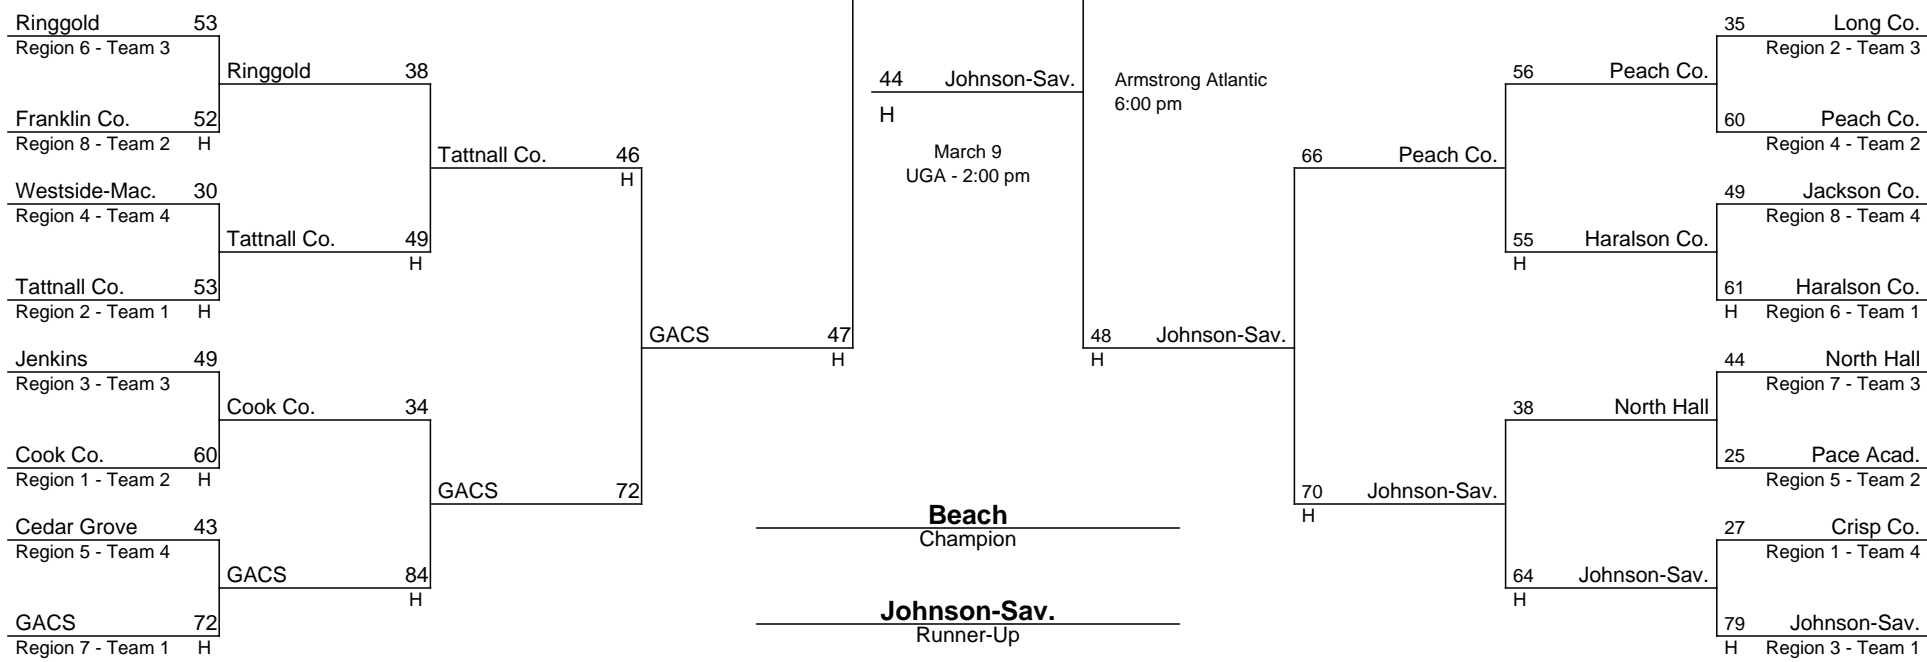 Ringgold 53
Region 6 - Team 3
Ringgold 38
Franklin Co. 52
Region 8 - Team 2 H
Tattnall Co. 46
H
Westside-Mac. 30
Region 4 - Team 4
Tattnall Co. 49
H
Tattnall Co. 53
Region 2 - Team 1 H
GACS 47
H
Jenkins 49
Region 3 - Team 3
Cook Co. 34
Cook Co. 60
Region 1 - Team 2 H
GACS 72
Cedar Grove 43
Region 5 - Team 4
GACS 84
H
GACS 72
Region 7 - Team 1 H
44 Johnson-Sav.
H
March 9
UGA - 2:00 pm
Armstrong Atlantic
6:00 pm
Beach
Champion
Johnson-Sav.
Runner-Up
35 Long Co.
Region 2 - Team 3
56 Peach Co.
60 Peach Co.
Region 4 - Team 2
66 Peach Co.
49 Jackson Co.
Region 8 - Team 4
55 Haralson Co.
H
61 Haralson Co.
H Region 6 - Team 1
48 Johnson-Sav.
H
44 North Hall
Region 7 - Team 3
38 North Hall
25 Pace Acad.
Region 5 - Team 2
70 Johnson-Sav.
H
27 Crisp Co.
Region 1 - Team 4
64 Johnson-Sav.
H
79 Johnson-Sav.
H Region 3 - Team 1